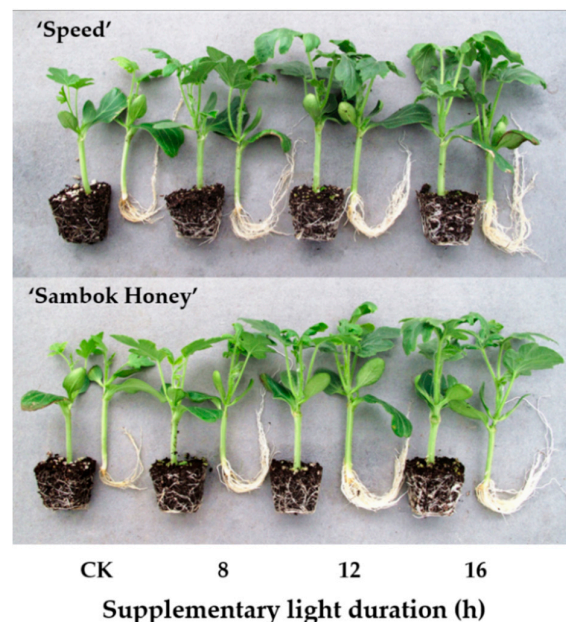 ‘Speed’
‘Sambok Honey’
CK 8 12 16
Supplementary light duration (h)